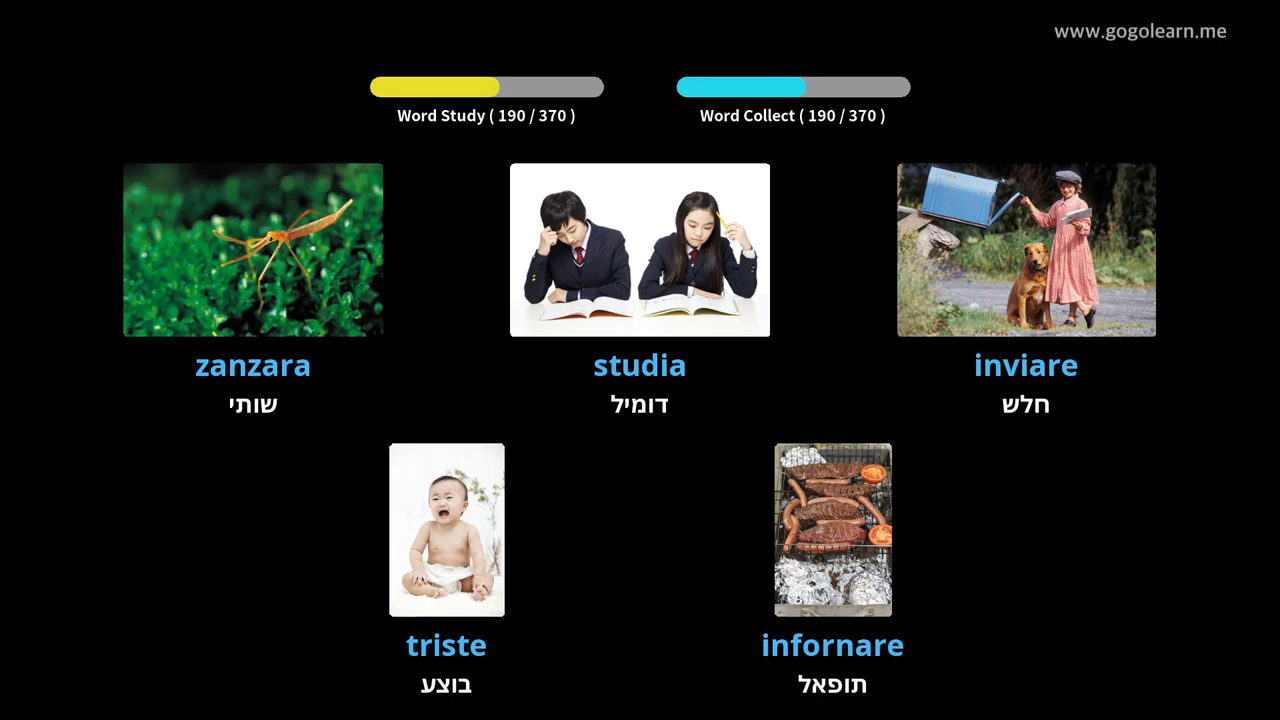 www.gogolearn.me
Word Study ( 190 / 370 )
Word Collect ( 190 / 370 )
zanzara
שותי
studia
דומיל
inviare
חלש
triste
בוצע
infornare
תופאל